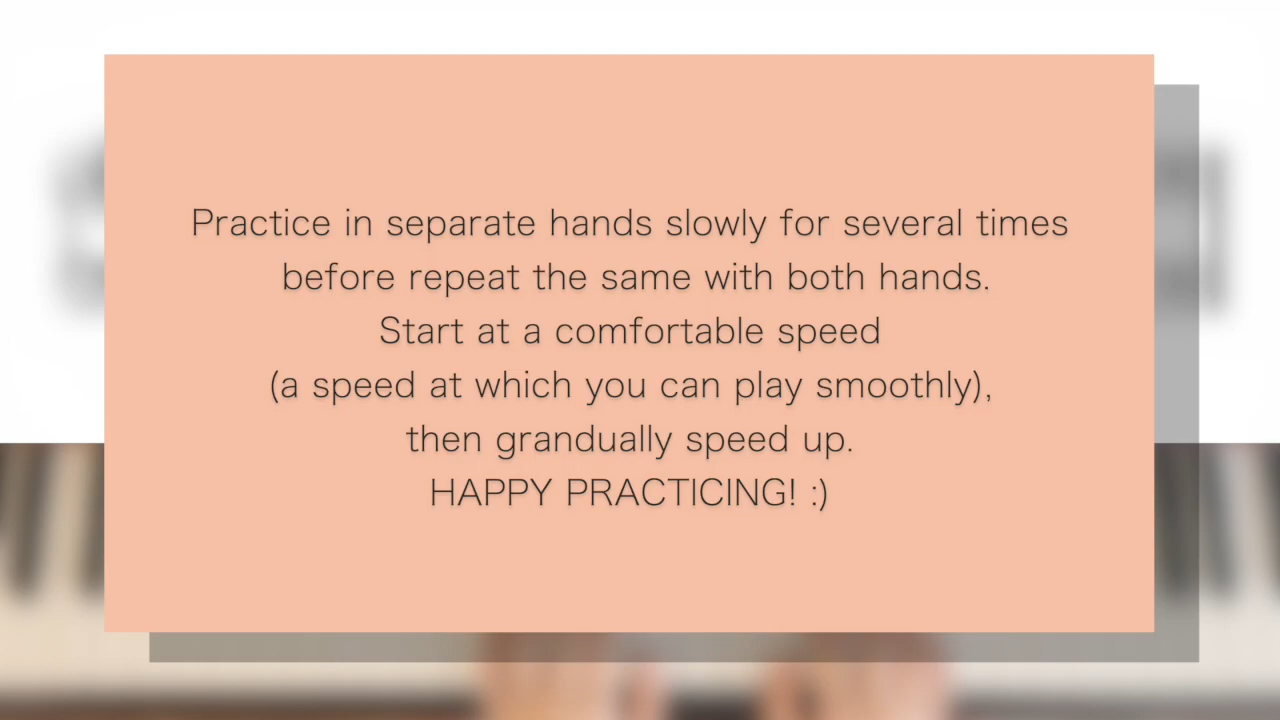 Practice in separate hands slowly for several times
before repeat the same with both hands.
Start at a comfortable speed
(a speed at which you can play smoothly),
then grandually speed up.
HAPPY PRACTICING! :)